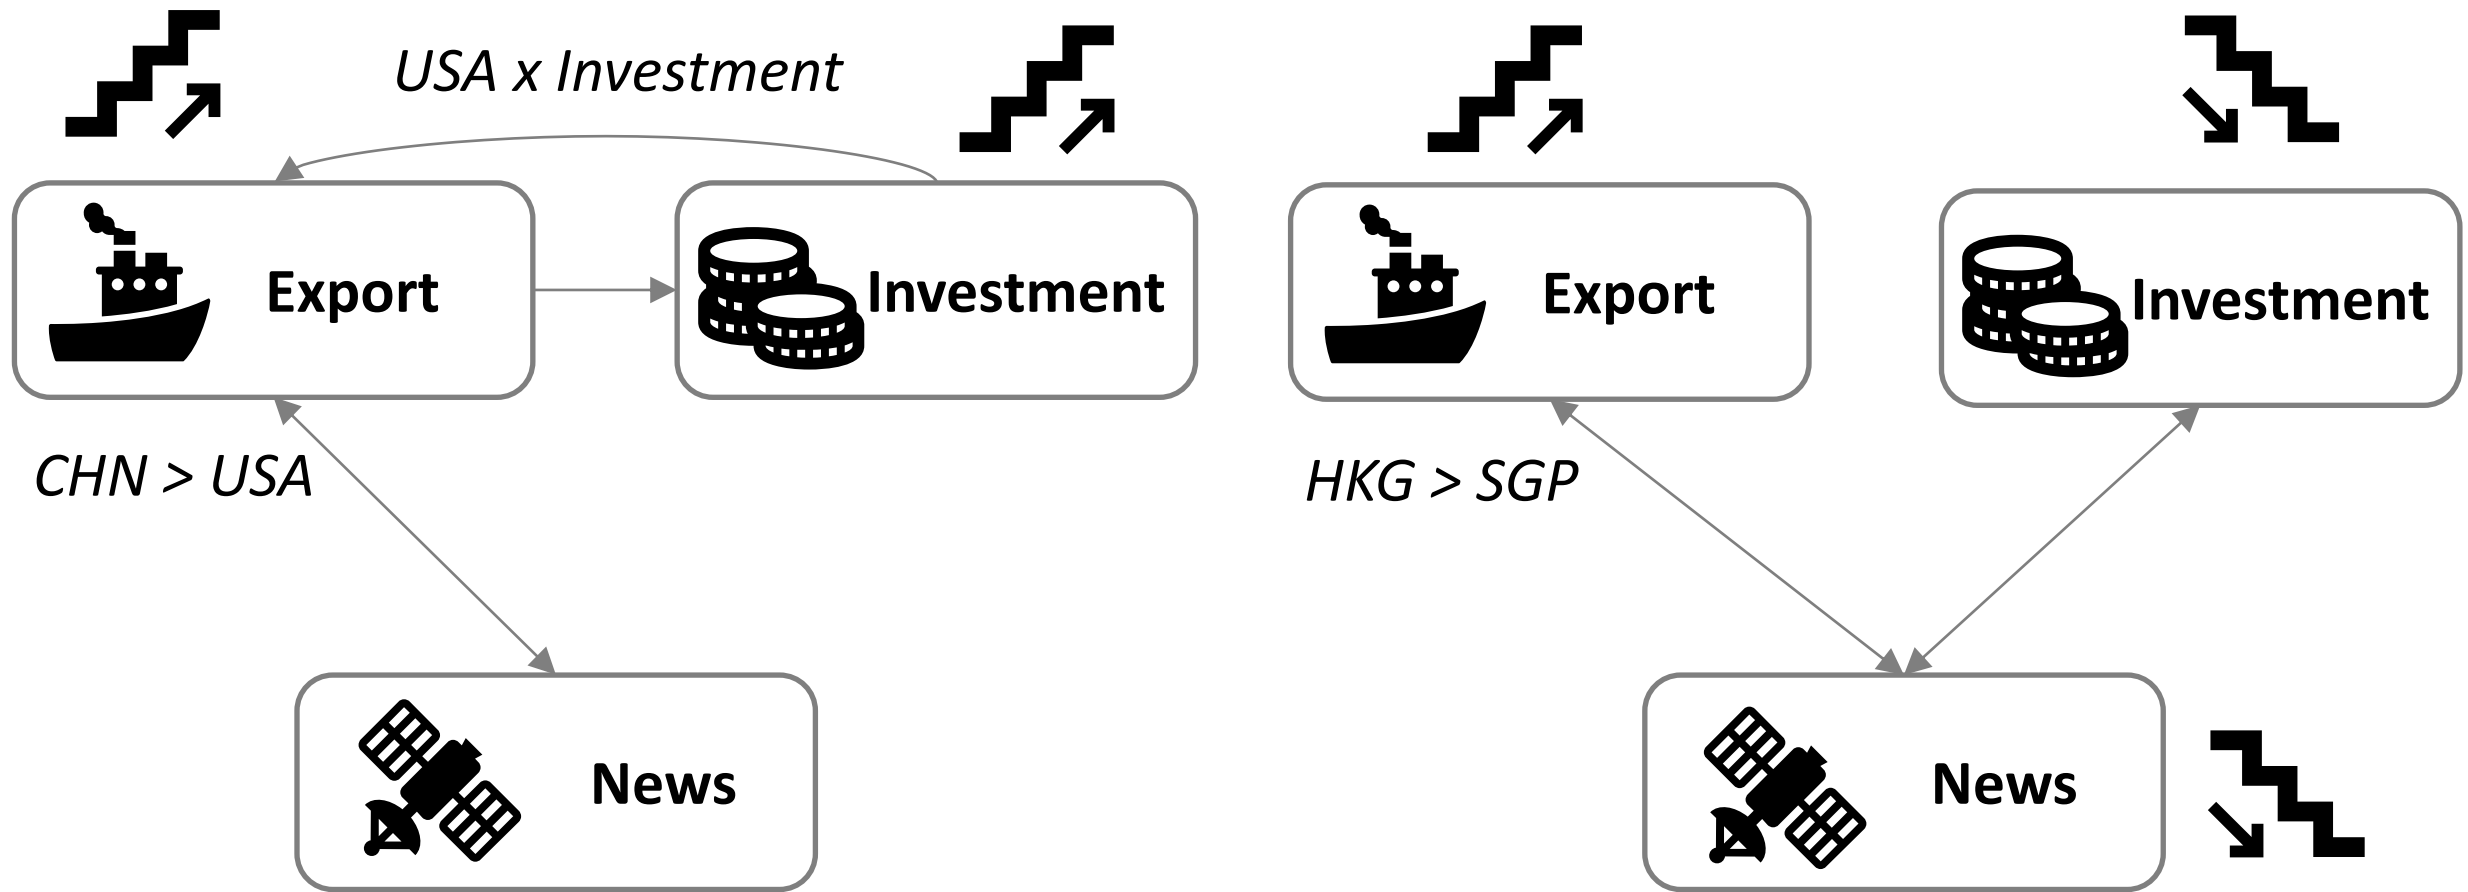 USA x Investment
Export
Investment
CHN > USA
News
Export
Investment
HKG > SGP
News